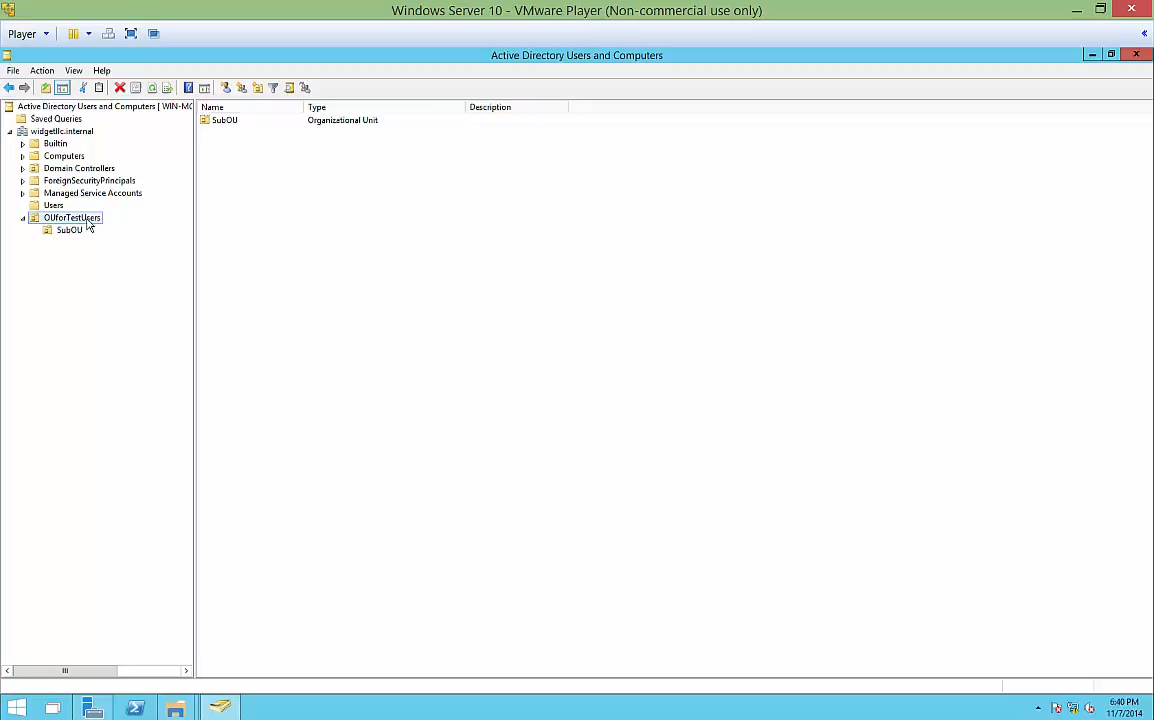 Windows Server 10 - VMware Player (Non-commercial use only)
Player
Active Directory Users and Computers
File Action View Help
Active Directory Users and Computers [ WIN-MC
Name Type Description
Saved Queries
SubOU Organizational Unit
widgetllc.internal
Builtin
Computers
Domain Controllers
ForeignSecurityPrincipals
Managed Service Accounts
Users
OUforTestUsers
SubOU
6:40 PM
11/7/2014